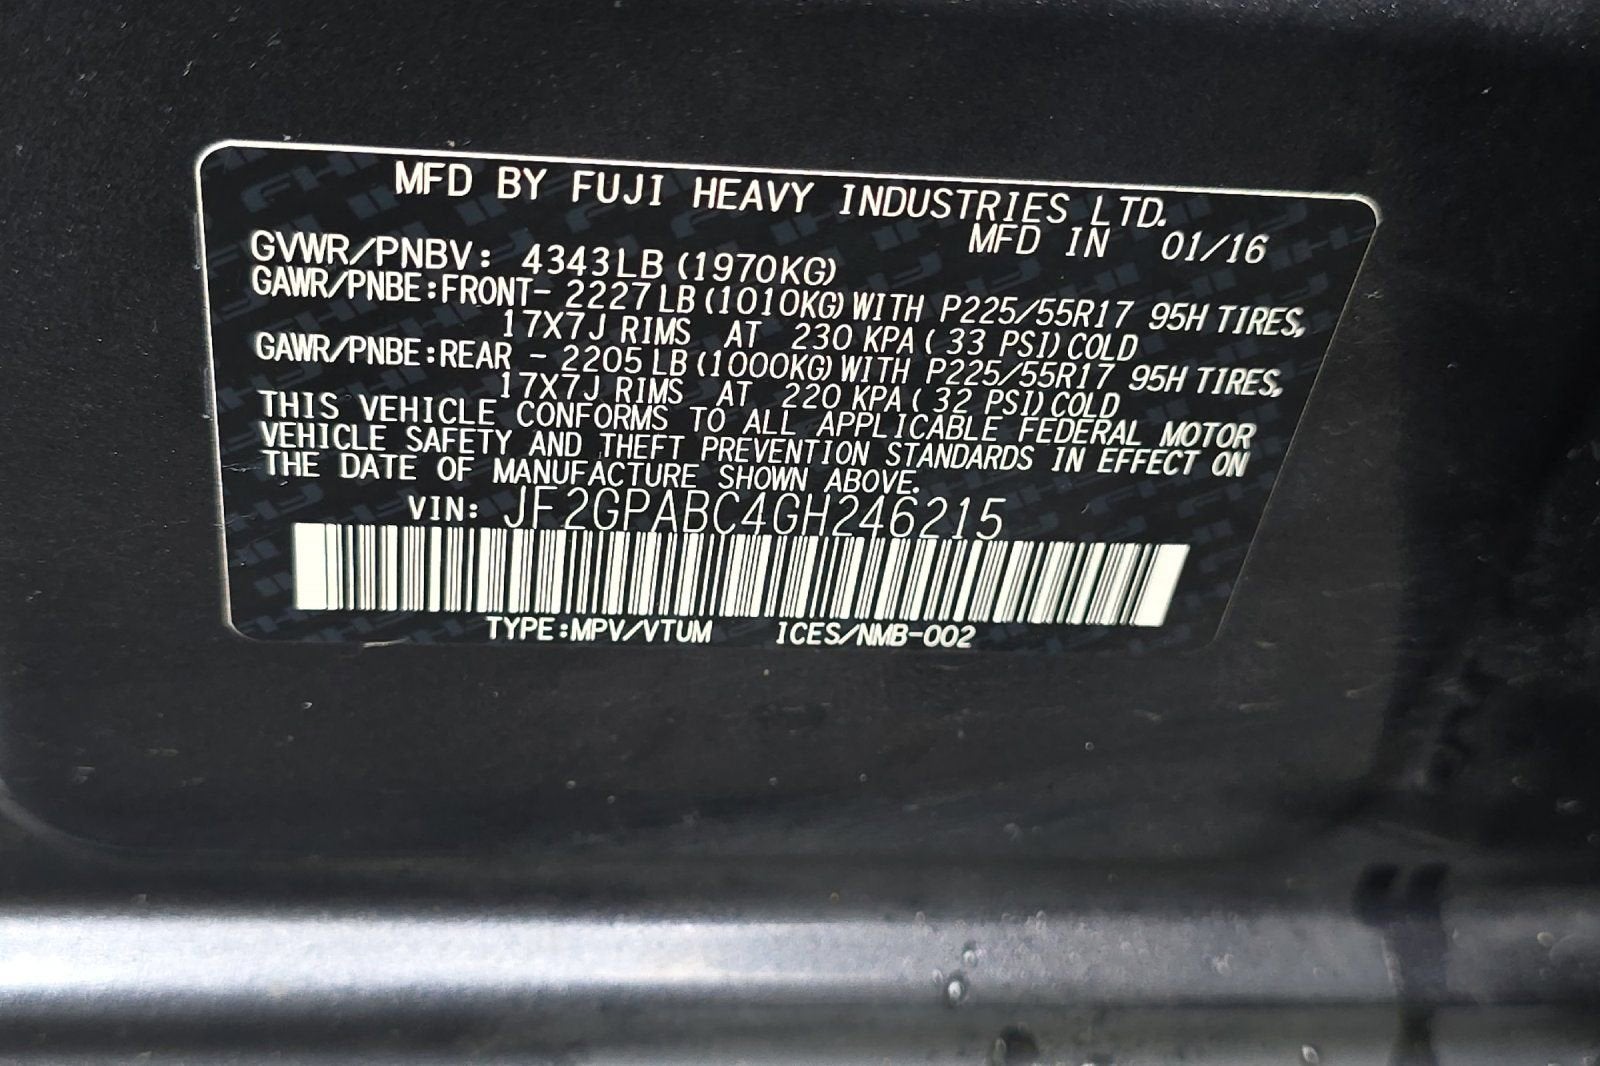 MFD BY FUJI HEAVY INDUSTRIES LTD.
MFD IN 01/16
GVWR/PNBV: 4343LB (1970KG)
GAWR/PNBE:FRONT- 2227LB(1010KG)WITH P225/55R17 95H TIRES,
17X7J RIMS AT 230 KPA( 33 PSI)COLD
GAWR/PNBE:REAR - 2205LB(1000KG)WITH P225/55R17 95H TIRES,
17X7J RIMS AT 220 KPA( 32 PSI)COLD
THIS VEHICLE CONFORMS TO ALL APPLICABLE FEDERAL MOTOR
VEHICLE SAFETY AND THEFT PREVENTION STANDARDS IN EFFECT ON
THE DATE OF MANUFACTURE SHOWN ABOVE.
VIN: JF2GPABC4GH246215
TYPE:MPV/VTUM ICES/NMB-002